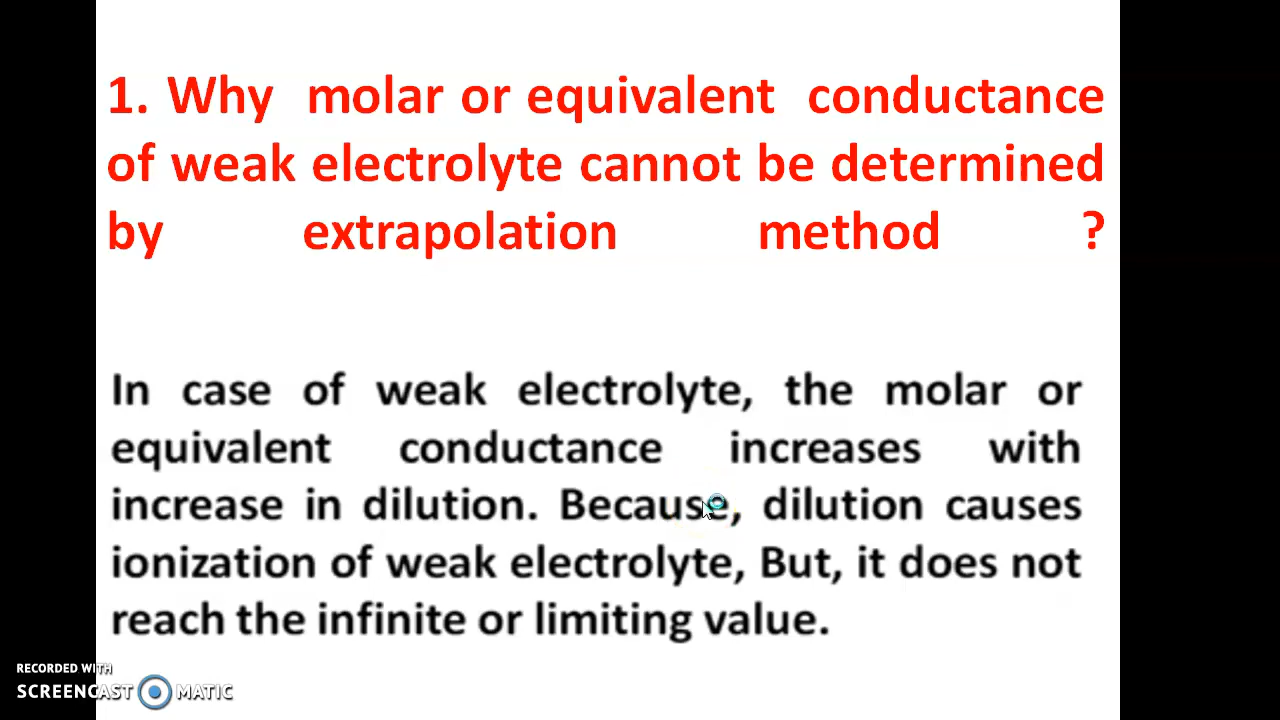 1. Why molar or equivalent conductance
of weak electrolyte cannot be determined
by extrapolation method ?
In case of weak electrolyte, the molar or
equivalent conductance increases with
increase in dilution. Because, dilution causes
ionization of weak electrolyte, But, it does not
reach the infinite or limiting value.
RECORDED WITH
SCREENCAST MATIC